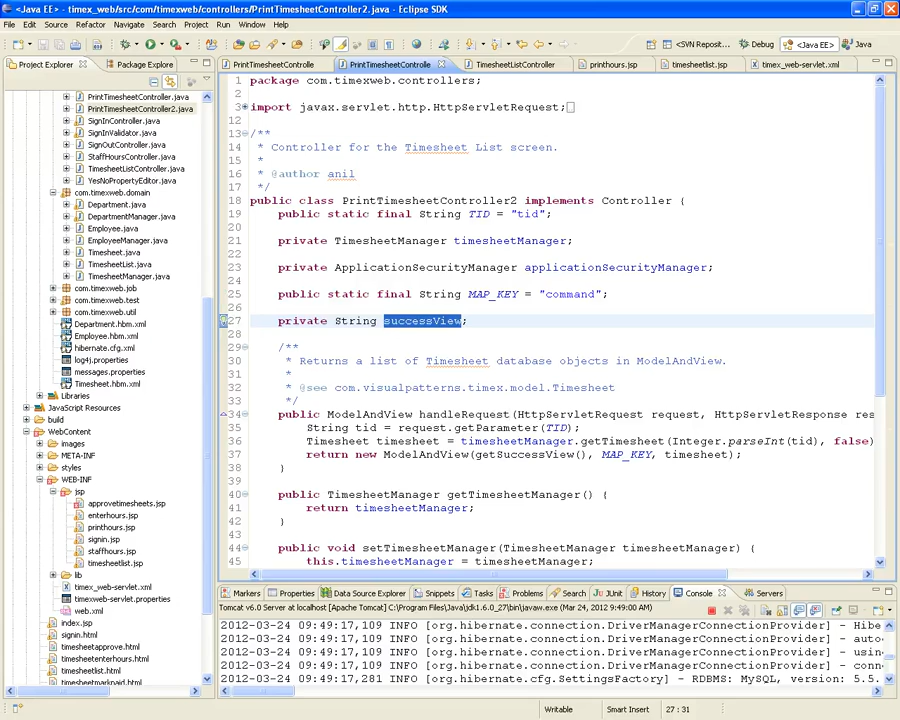 <Java EE> - timex_web/src/com/timexweb/controllers/PrintTimesheetController2.java - Eclipse SDK
File Edit Source Refactor Navigate Search Project Run Window Help
<SVN Reposit... Debug <Java EE> Java
Project Explorer Package Explore
PrintTimesheetController PrintTimesheetControlle TimesheetListController printhours.jsp timesheetlist.jsp timex_web-servlet.xml
PrintTimesheetController.java
PrintTimesheetController2.java
SignInController.java
SignInValidator.java
SignOutController.java
StaffHoursController.java
TimesheetListController.java
YesNoPropertyEditor.java
com.timexweb.domain
Department.java
DepartmentManager.java
Employee.java
EmployeeManager.java
Timesheet.java
TimesheetList.java
TimesheetManager.java
com.timexweb.job
com.timexweb.test
com.timexweb.util
Department.hbm.xml
Employee.hbm.xml
hibernate.cfg.xml
log4j.properties
messages.properties
Timesheet.hbm.xml
Libraries
JavaScript Resources
build
WebContent
images
META-INF
styles
WEB-INF
jsp
approvetimesheets.jsp
enterhours.jsp
printhours.jsp
signin.jsp
staffhours.jsp
timesheetlist.jsp
lib
timex_web-servlet.xml
timexweb-servlet.properties
web.xml
index.jsp
signin.html
timesheetapprove.html
timesheetenterhours.html
timesheetlist.html
timesheetmarkpaid.html
1 package com.timexweb.controllers;
2
3 import javax.servlet.http.HttpServletRequest;
12
13 /**
14 * Controller for the Timesheet List screen.
15 *
16 * @author anil
17 */
18 public class PrintTimesheetController2 implements Controller {
19 public static final String TID = "tid";
20
21 private TimesheetManager timesheetManager;
22
23 private ApplicationSecurityManager applicationSecurityManager;
24
25 public static final String MAP_KEY = "command";
26
27 private String successView;
28
29 /**
30 * Returns a list of Timesheet database objects in ModelAndView.
31 *
32 * @see com.visualpatterns.timex.model.Timesheet
33 */
34 public ModelAndView handleRequest(HttpServletRequest request, HttpServletResponse res
35 String tid = request.getParameter(TID);
36 Timesheet timesheet = timesheetManager.getTimesheet(Integer.parseInt(tid), false)
37 return new ModelAndView(getSuccessView(), MAP_KEY, timesheet);
38 }
39
40 public TimesheetManager getTimesheetManager() {
41 return timesheetManager;
42 }
43
44 public void setTimesheetManager(TimesheetManager timesheetManager) {
45 this.timesheetManager = timesheetManager;
Markers Properties Data Source Explorer Snippets Tasks Problems Search JUnit History Console Servers
Tomcat v6.0 Server at localhost [Apache Tomcat] C:\Program Files\Java\jdk1.6.0_27\bin\javaw.exe (Mar 24, 2012 9:49:00 AM)
2012-03-24 09:49:17,109 INFO [org.hibernate.connection.DriverManagerConnectionProvider] - Hibe
2012-03-24 09:49:17,109 INFO [org.hibernate.connection.DriverManagerConnectionProvider] - auto
2012-03-24 09:49:17,109 INFO [org.hibernate.connection.DriverManagerConnectionProvider] - usin
2012-03-24 09:49:17,109 INFO [org.hibernate.connection.DriverManagerConnectionProvider] - conn
2012-03-24 09:49:17,281 INFO [org.hibernate.cfg.SettingsFactory] - RDBMS: MySQL, version: 5.5.
Writable Smart Insert 27 : 31